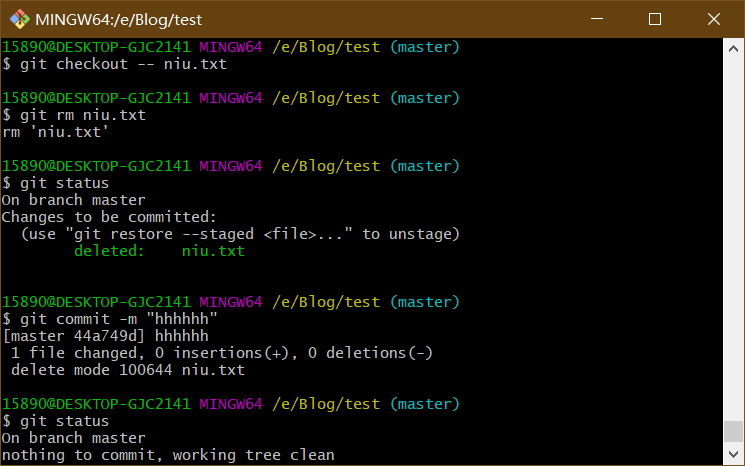 MINGW64:/e/Blog/test
15890@DESKTOP-GJC2141 MINGW64 /e/Blog/test (master)
$ git checkout -- niu.txt
15890@DESKTOP-GJC2141 MINGW64 /e/Blog/test (master)
$ git rm niu.txt
rm 'niu.txt'
15890@DESKTOP-GJC2141 MINGW64 /e/Blog/test (master)
$ git status
On branch master
Changes to be committed:
  (use "git restore --staged <file>..." to unstage)
        deleted:    niu.txt
15890@DESKTOP-GJC2141 MINGW64 /e/Blog/test (master)
$ git commit -m "hhhhhh"
[master 44a749d] hhhhhh
 1 file changed, 0 insertions(+), 0 deletions(-)
 delete mode 100644 niu.txt
15890@DESKTOP-GJC2141 MINGW64 /e/Blog/test (master)
$ git status
On branch master
nothing to commit, working tree clean